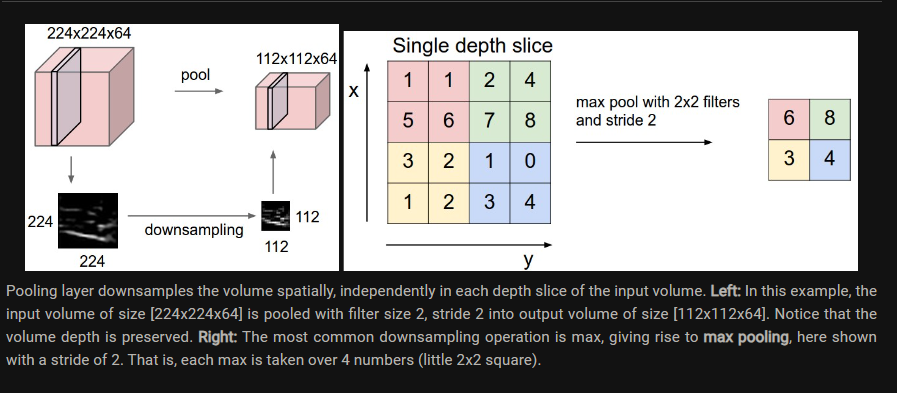 224x224x64
pool
112x112x64
224
224
downsampling
112
112
Single depth slice
x
1 1 2 4
5 6 7 8
3 2 1 0
1 2 3 4
y
max pool with 2x2 filters
and stride 2
6 8
3 4
Pooling layer downsamples the volume spatially, independently in each depth slice of the input volume. Left: In this example, the
input volume of size [224x224x64] is pooled with filter size 2, stride 2 into output volume of size [112x112x64]. Notice that the
volume depth is preserved. Right: The most common downsampling operation is max, giving rise to max pooling, here shown
with a stride of 2. That is, each max is taken over 4 numbers (little 2x2 square).